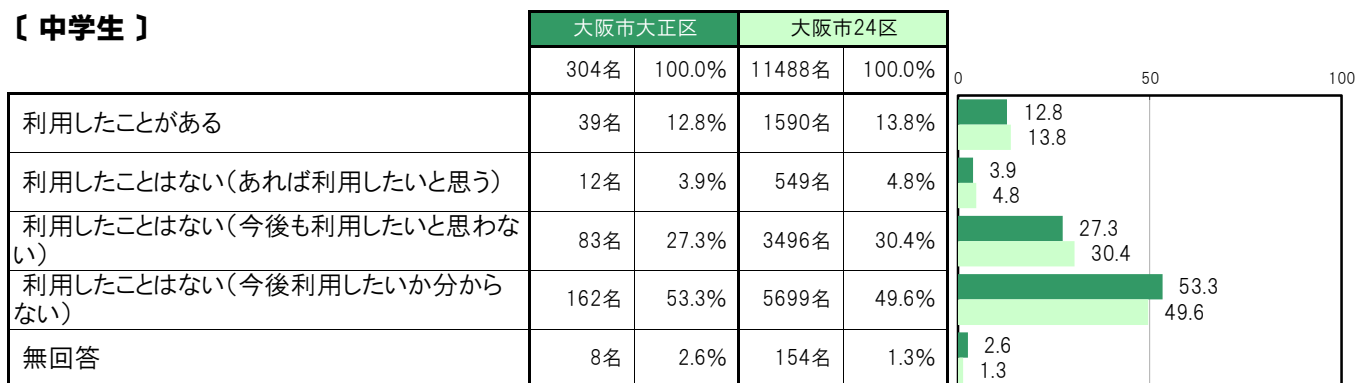 〔 中学生 〕
大阪市大正区 大阪市24区
304名 100.0% 11488名 100.0%
0 50 100
利用したことがある 39名 12.8% 1590名 13.8%
12.8
13.8
利用したことはない（あれば利用したいと思う） 12名 3.9% 549名 4.8%
3.9
4.8
利用したことはない（今後も利用したいと思わな
い） 83名 27.3% 3496名 30.4%
27.3
30.4
利用したことはない（今後利用したいか分から
ない） 162名 53.3% 5699名 49.6%
53.3
49.6
無回答 8名 2.6% 154名 1.3%
2.6
1.3